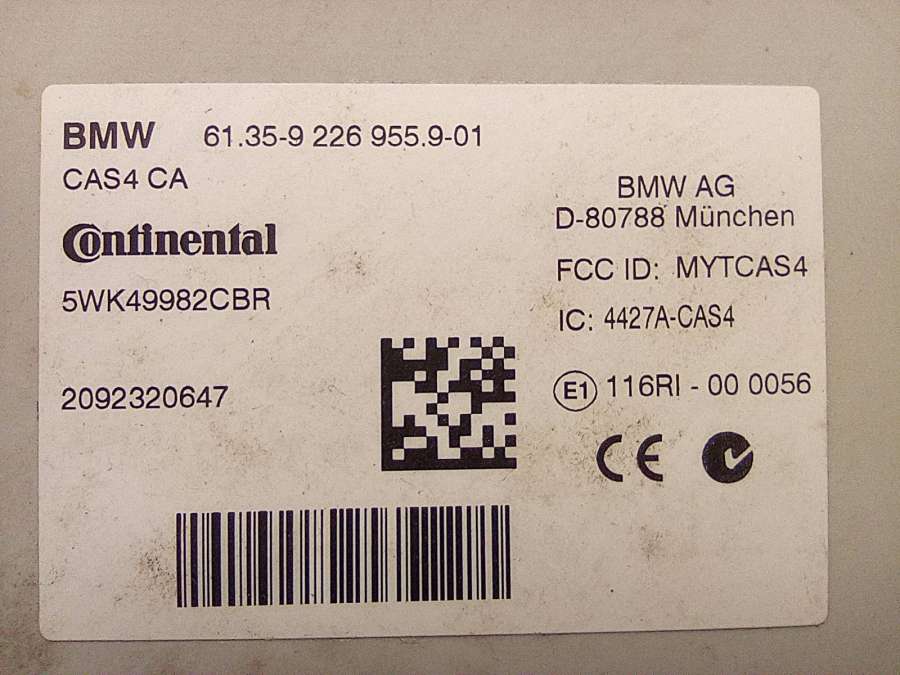 BMW 61.35-9 226 955.9-01
CAS4 CA
Continental
5WK49982CBR
2092320647
BMW AG
D-80788 München
FCC ID: MYTCAS4
IC: 4427A-CAS4
E1 116RI - 00 0056
CE